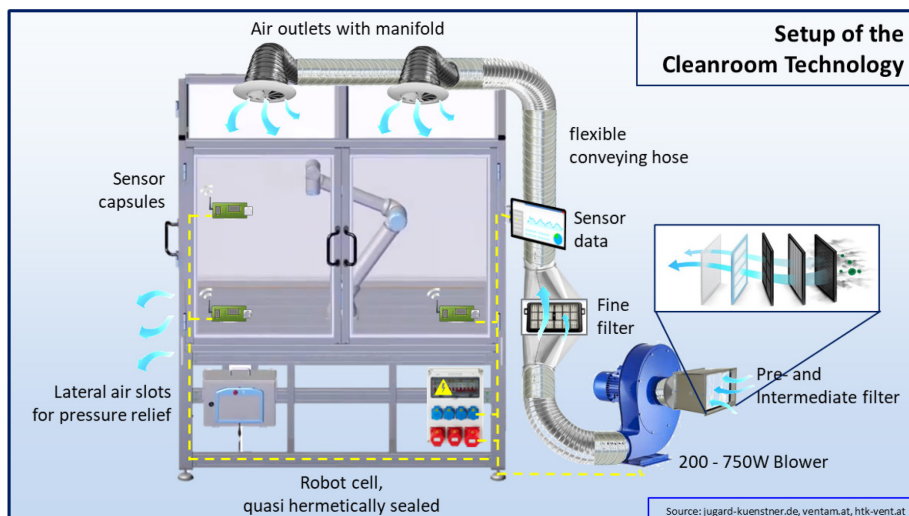 Setup of the
Cleanroom Technology
Air outlets with manifold
flexible
conveying hose
Sensor
capsules
Sensor
data
Fine
filter
Lateral air slots
for pressure relief
Pre- and
Intermediate filter
200 - 750W Blower
Robot cell,
quasi hermetically sealed
Source: jugard-kuenstner.de, ventam.at, htk-vent.at